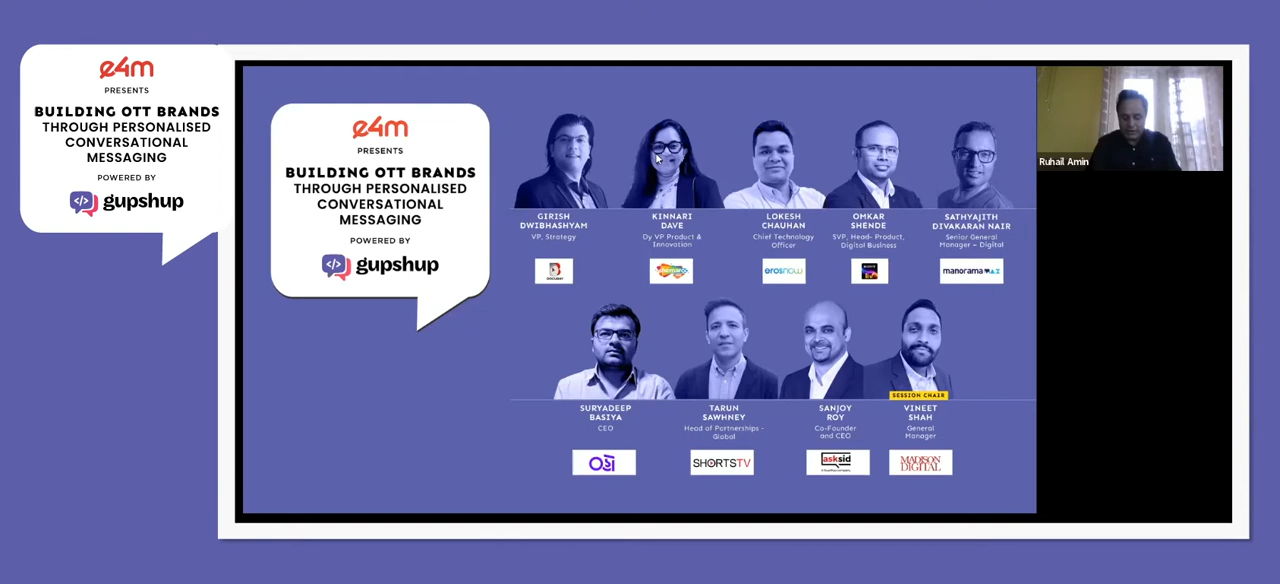 e4m
PRESENTS
BUILDING OTT BRANDS
THROUGH PERSONALISED
CONVERSATIONAL
MESSAGING
POWERED BY
gupshup
e4m
PRESENTS
BUILDING OTT BRANDS
THROUGH PERSONALISED
CONVERSATIONAL
MESSAGING
POWERED BY
gupshup
GIRISH
DWIBHASHYAM
VP, Strategy
KINNARI
DAVE
Dy VP Product &
Innovation
shemaroo
LOKESH
CHAUHAN
Chief Technology
Officer
erosnow
OMKAR
SHENDE
SVP, Head- Product,
Digital Business
SATHYAJITH
DIVAKARAN NAIR
Senior General
Manager – Digital
manorama MAX
SURYADEEP
BASIYA
CEO
TARUN
SAWHNEY
Head of Partnerships -
Global
SHORTSTV
SANJOY
ROY
Co-Founder
and CEO
asksid
SESSION CHAIR
VINEET
SHAH
General
Manager
MADISON
DIGITAL
Ruhail Amin